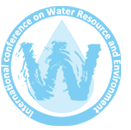 International conference on Water Resource and Environment
W